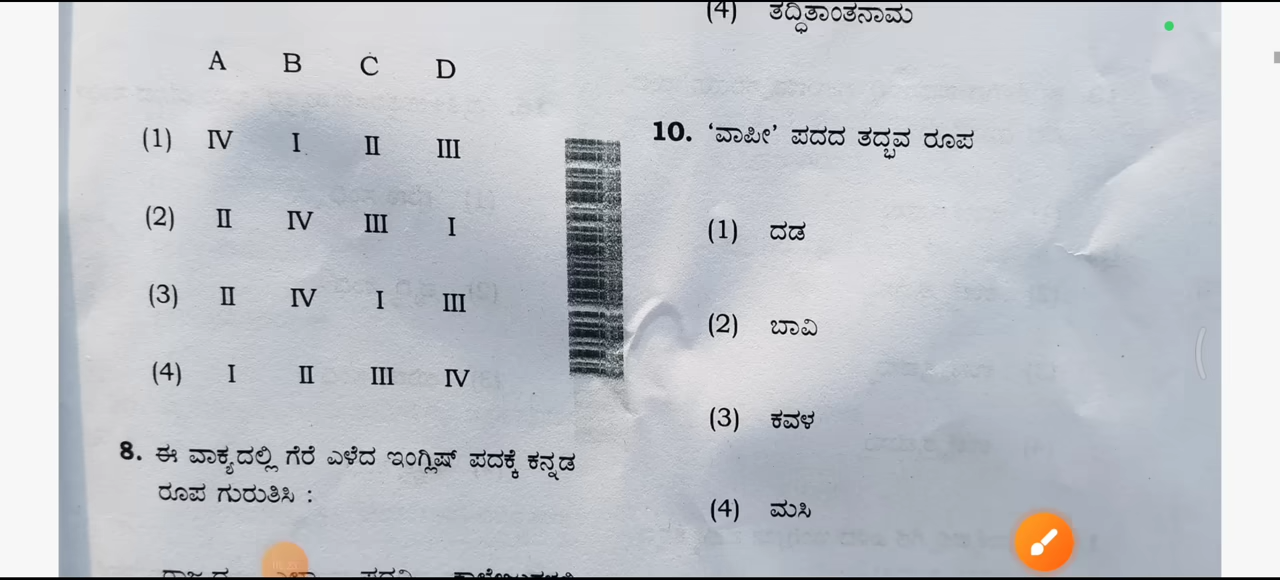 A B C D
(1) IV I II III
(2) II IV III I
(3) II IV I III
(4) I II III IV
8. ಈ ವಾಕ್ಯದಲ್ಲಿ ಗೆರೆ ಎಳೆದ ಇಂಗ್ಲಿಷ್ ಪದಕ್ಕೆ ಕನ್ನಡ
ರೂಪ ಗುರುತಿಸಿ :
(4) ತದ್ಧಿತಾಂತನಾಮ
10. 'ವಾಪೀ' ಪದದ ತದ್ಭವ ರೂಪ
(1) ದಡ
(2) ಬಾವಿ
(3) ಕವಳ
(4) ಮಸಿ